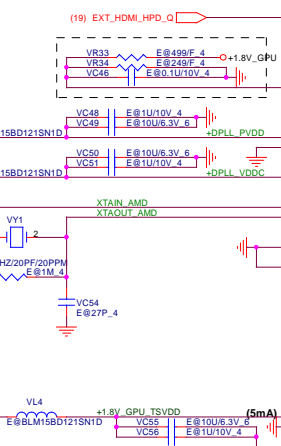 (19) EXT_HDMI_HPD_Q
VR33 E@499/F_4
+1.8V_GPU
VR34 E@249/F_4
VC46 E@0.1U/10V_4
VC48 E@1U/10V_4
VC49 E@10U/6.3V_6
15BD121SN1D +DPLL_PVDD
VC50 E@10U/6.3V_6
VC51 E@1U/10V_4
15BD121SN1D +DPLL_VDDC
XTAIN_AMD
XTAOUT_AMD
VY1
2
HZ/20PF/20PPM
E@1M_4
VC54
E@27P_4
VL4
+1.8V_GPU_TSVDD (5mA)
E@BLM15BD121SN1D VC55 E@10U/6.3V_6
VC56 E@1U/10V_4